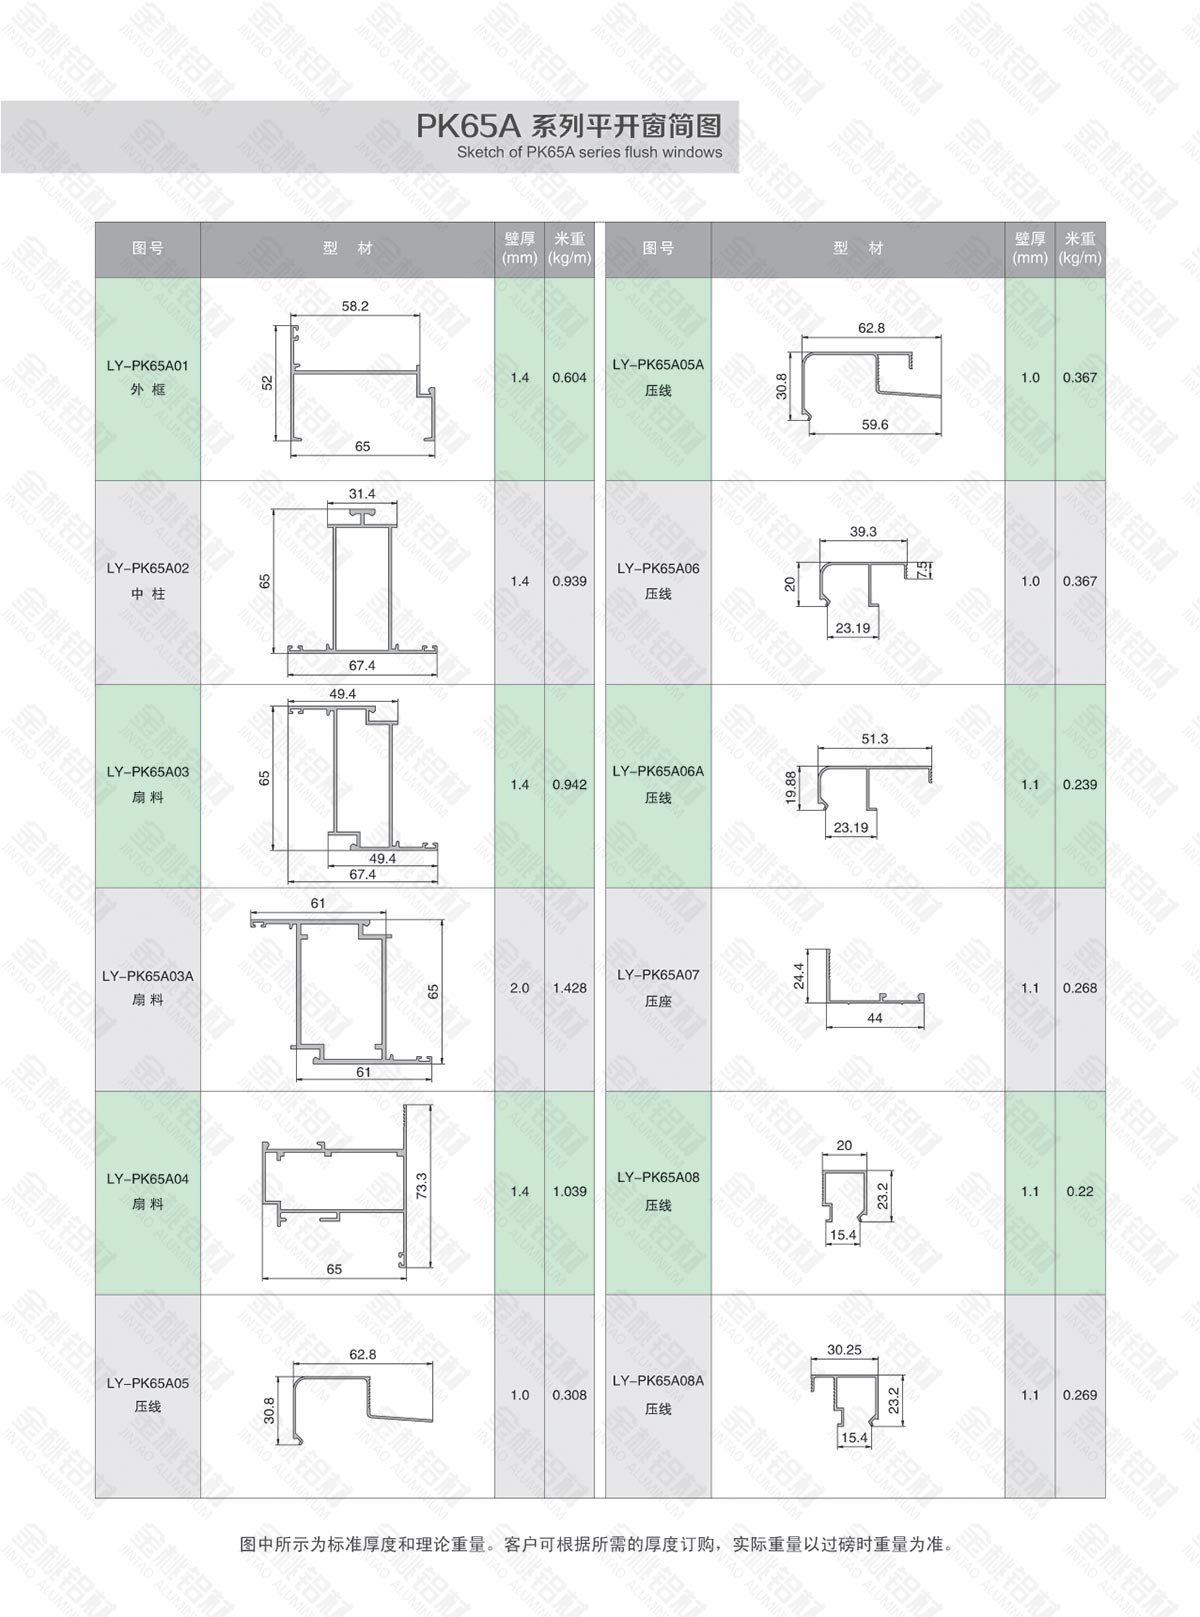 PK65A 系列平开窗简图
Sketch of PK65A series flush windows
图号 型材 壁厚(mm) 米重(kg/m)
LY-PK65A01
外框
58.2
52
65
1.4 0.604
LY-PK65A02
中柱
31.4
65
67.4
1.4 0.939
LY-PK65A03
扇料
49.4
65
49.4
67.4
1.4 0.942
LY-PK65A03A
扇料
61
65
61
2.0 1.428
LY-PK65A04
扇料
73.3
65
1.4 1.039
LY-PK65A05
压线
62.8
30.8
1.0 0.308
图号 型材 壁厚(mm) 米重(kg/m)
LY-PK65A05A
压线
62.8
30.8
59.6
1.0 0.367
LY-PK65A06
压线
39.3
20
7.5
23.19
1.0 0.367
LY-PK65A06A
压线
51.3
19.88
23.19
1.1 0.239
LY-PK65A07
压座
24.4
44
1.1 0.268
LY-PK65A08
压线
20
23.2
15.4
1.1 0.22
LY-PK65A08A
压线
30.25
23.2
15.4
1.1 0.269
图中所示为标准厚度和理论重量。客户可根据所需的厚度订购，实际重量以过磅时重量为准。
金桃铝材
JINTAO ALUMINIUM